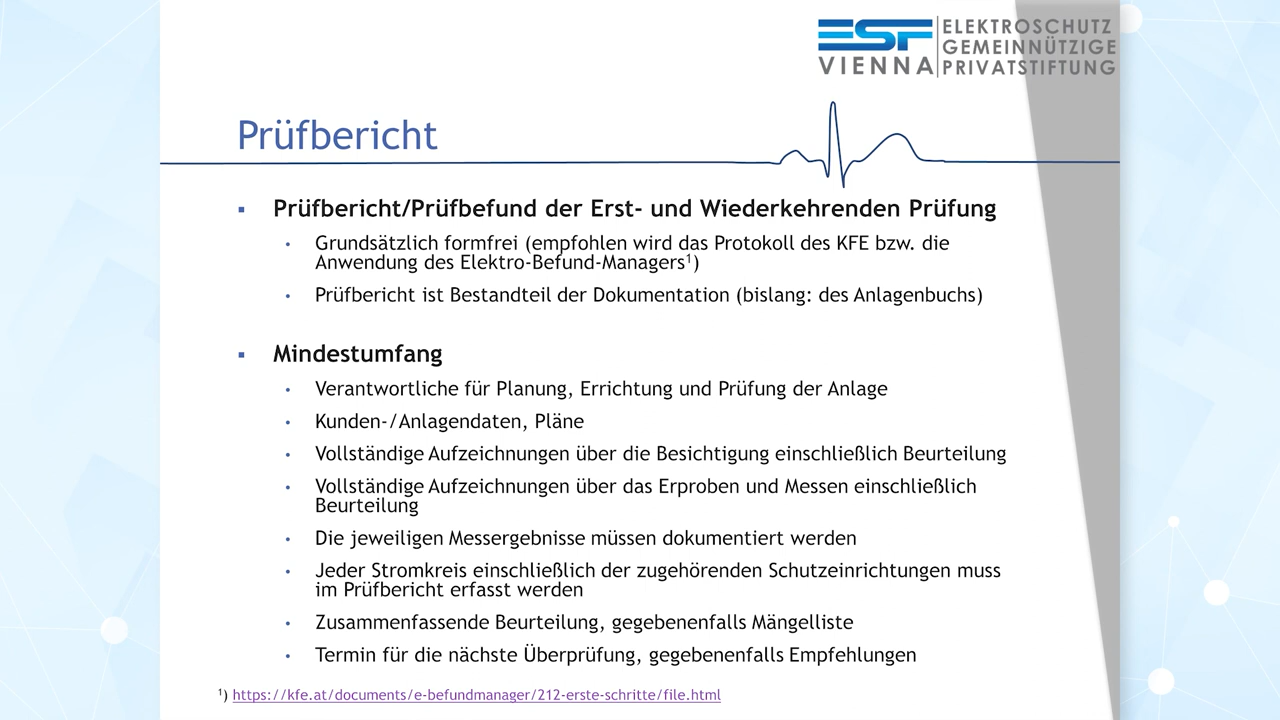 ESF VIENNA
ELEKTROSCHUTZ
GEMEINNÜTZIGE
PRIVATSTIFTUNG
Prüfbericht
▪ Prüfbericht/Prüfbefund der Erst- und Wiederkehrenden Prüfung
• Grundsätzlich formfrei (empfohlen wird das Protokoll des KFE bzw. die
Anwendung des Elektro-Befund-Managers¹)
• Prüfbericht ist Bestandteil der Dokumentation (bislang: des Anlagenbuchs)
▪ Mindestumfang
• Verantwortliche für Planung, Errichtung und Prüfung der Anlage
• Kunden-/Anlagendaten, Pläne
• Vollständige Aufzeichnungen über die Besichtigung einschließlich Beurteilung
• Vollständige Aufzeichnungen über das Erproben und Messen einschließlich
Beurteilung
• Die jeweiligen Messergebnisse müssen dokumentiert werden
• Jeder Stromkreis einschließlich der zugehörenden Schutzeinrichtungen muss
im Prüfbericht erfasst werden
• Zusammenfassende Beurteilung, gegebenenfalls Mängelliste
• Termin für die nächste Überprüfung, gegebenenfalls Empfehlungen
¹) https://kfe.at/documents/e-befundmanager/212-erste-schritte/file.html